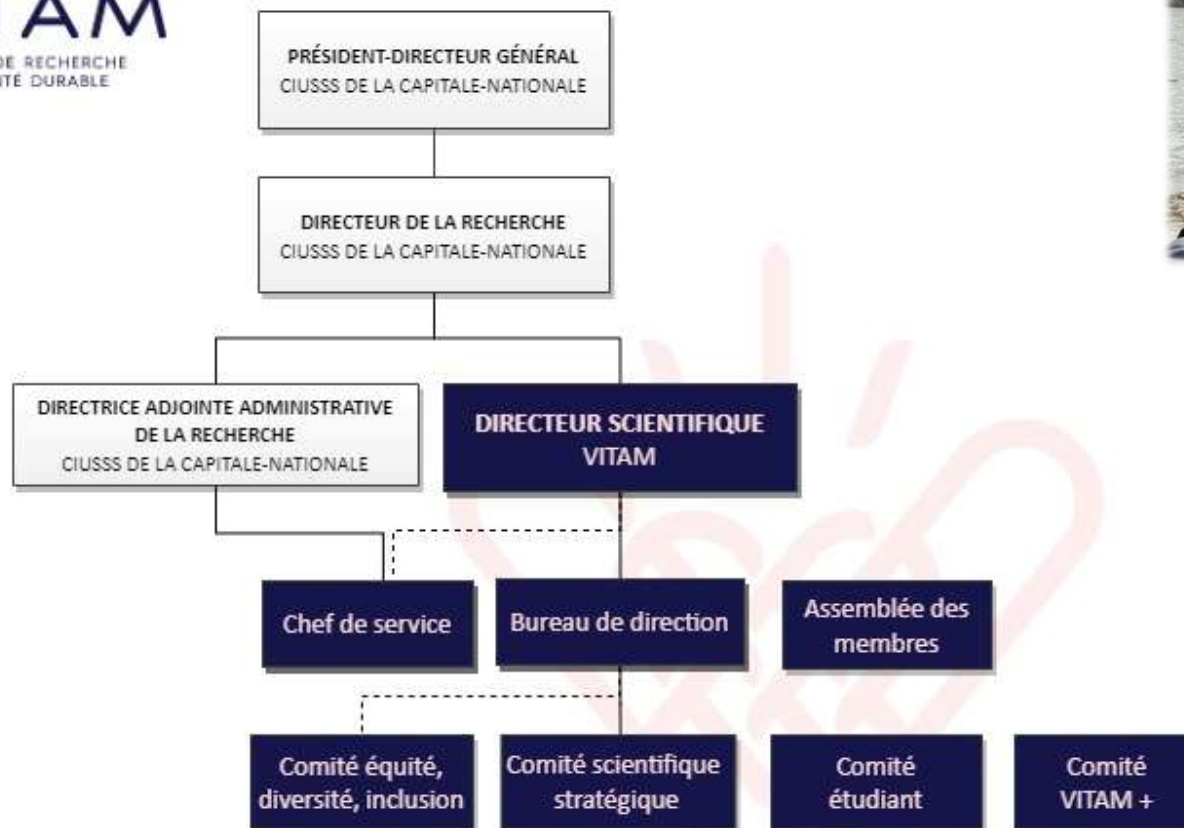 TAM
DE RECHERCHE
DURABLE
PRÉSIDENT-DIRECTEUR GÉNÉRAL
CIUSSS DE LA CAPITALE-NATIONALE
DIRECTEUR DE LA RECHERCHE
CIUSSS DE LA CAPITALE-NATIONALE
DIRECTRICE ADJOINTE ADMINISTRATIVE
DE LA RECHERCHE
CIUSSS DE LA CAPITALE-NATIONALE
DIRECTEUR SCIENTIFIQUE
VITAM
Chef de service
Bureau de direction
Assemblée des
membres
Comité équité,
diversité, inclusion
Comité scientifique
stratégique
Comité
étudiant
Comité
VITAM +